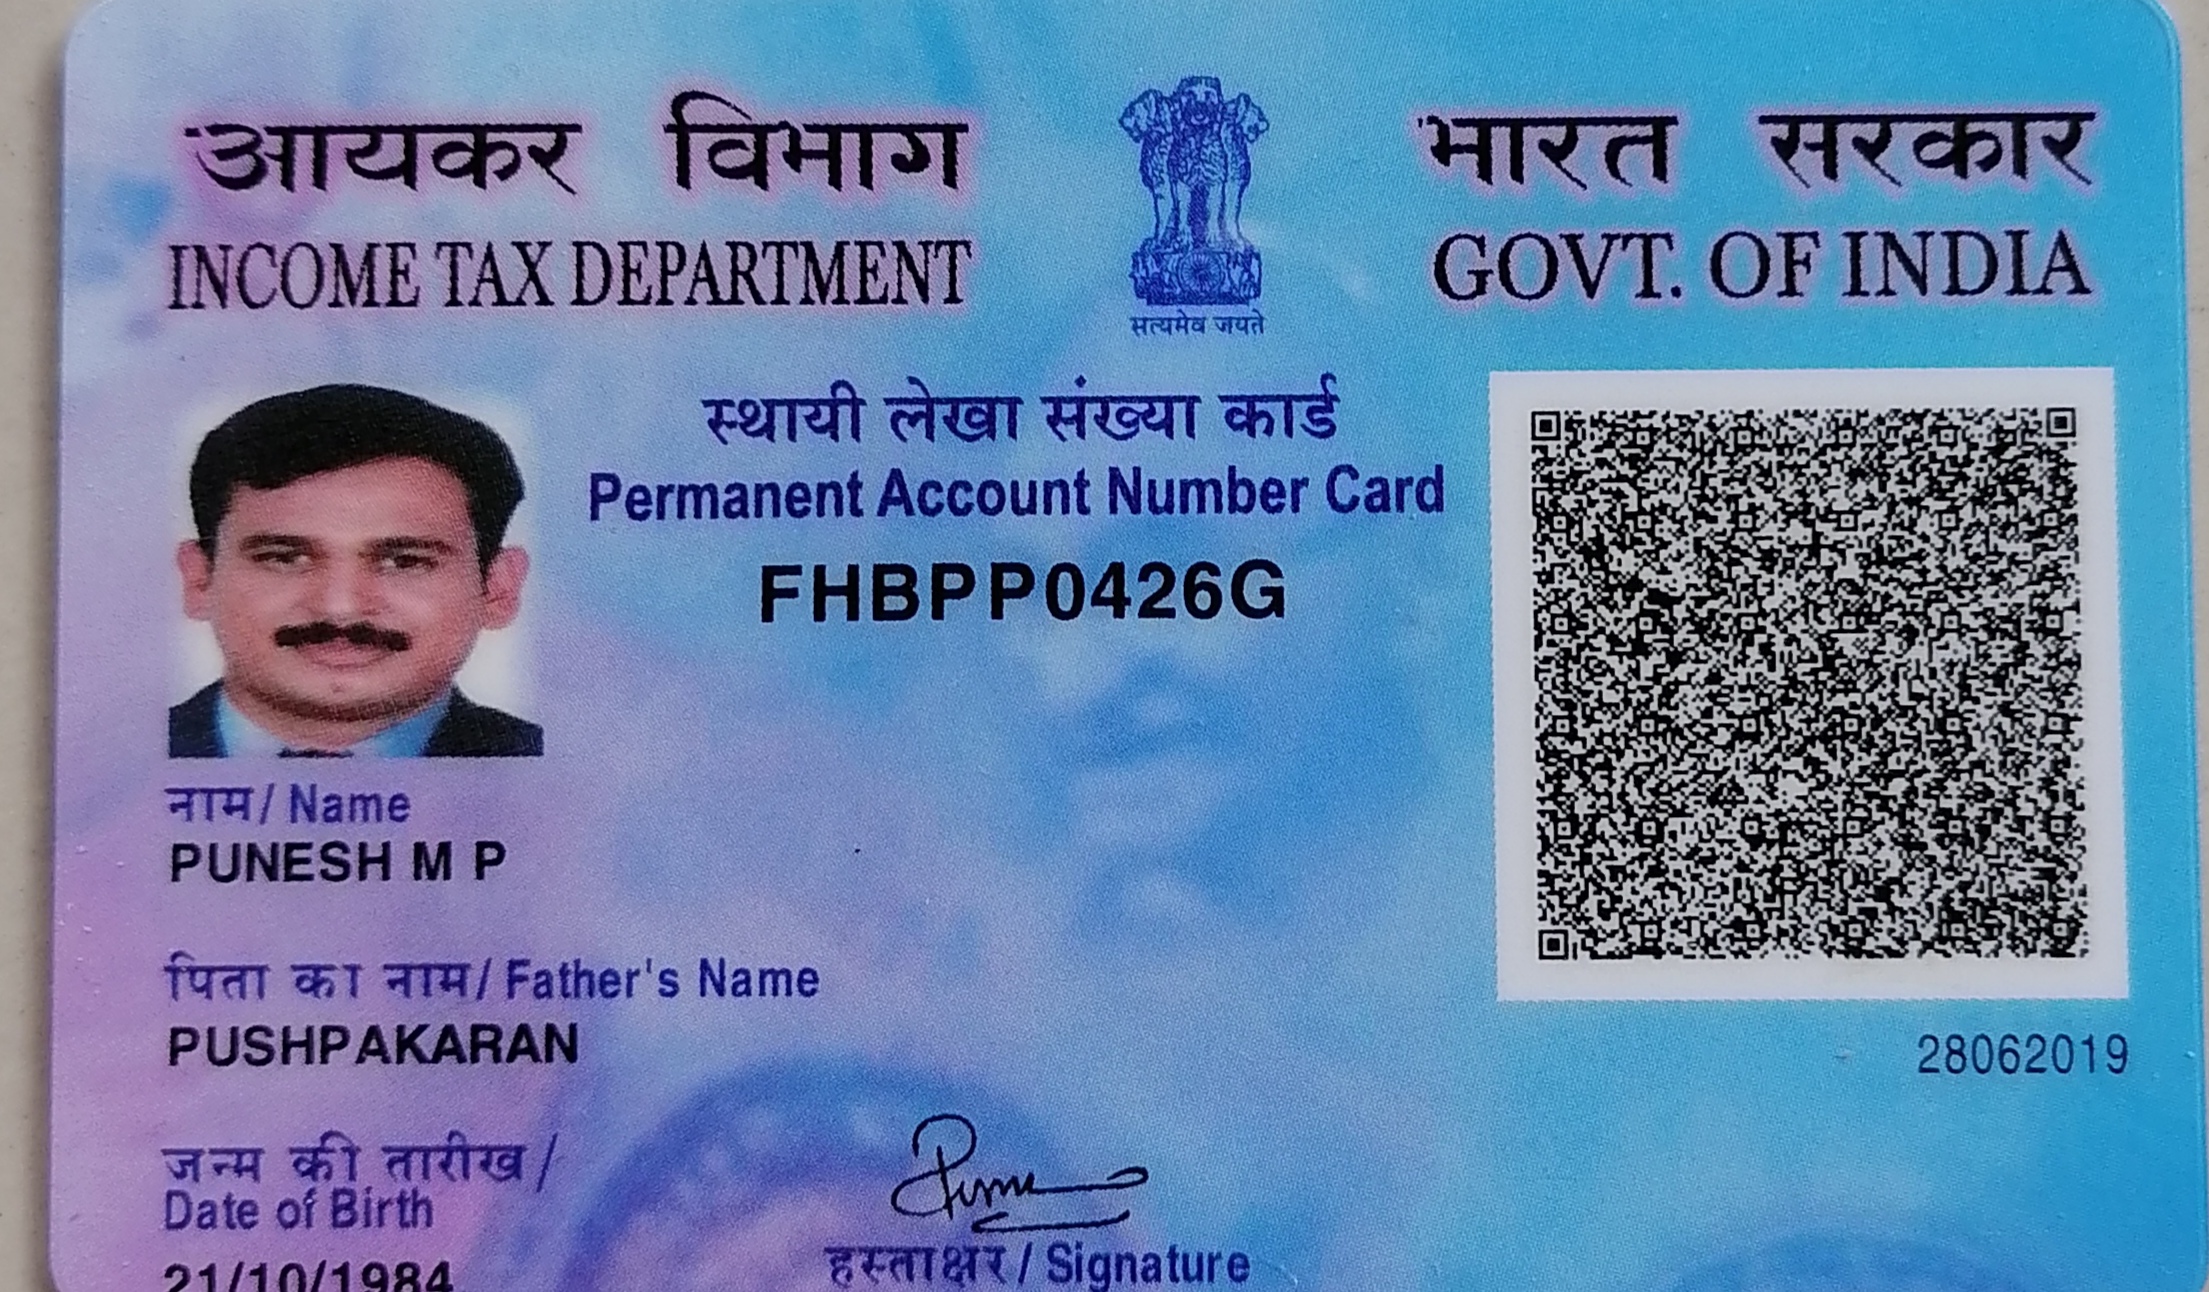 आयकर विभाग
INCOME TAX DEPARTMENT
सत्यमेव जयते
भारत सरकार
GOVT. OF INDIA
स्थायी लेखा संख्या कार्ड
Permanent Account Number Card
FHBPP0426G
नाम/ Name
PUNESH M P
पिता का नाम/ Father's Name
PUSHPAKARAN
28062019
जन्म की तारीख/
Date of Birth
21/10/1984
हस्ताक्षर/ Signature